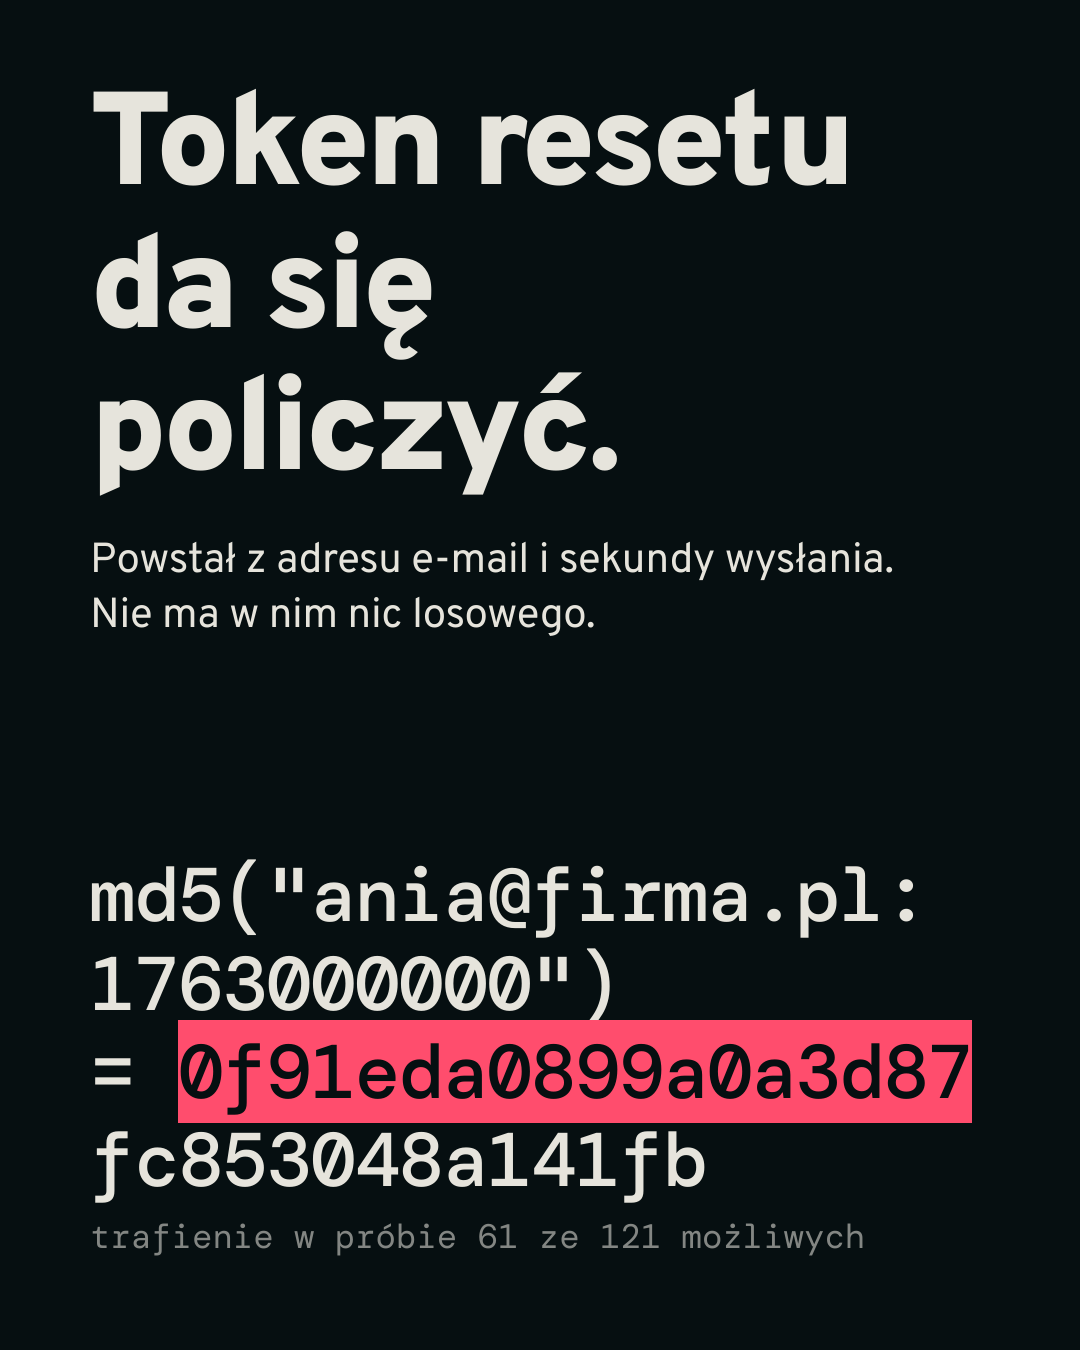 Token resetu
da się
policzyć.
Powstał z adresu e-mail i sekundy wysłania.
Nie ma w nim nic losowego.
md5("ania@firma.pl:
1763000000")
= 0f91eda0899a0a3d87
fc853048a141fb
trafienie w próbie 61 ze 121 możliwych